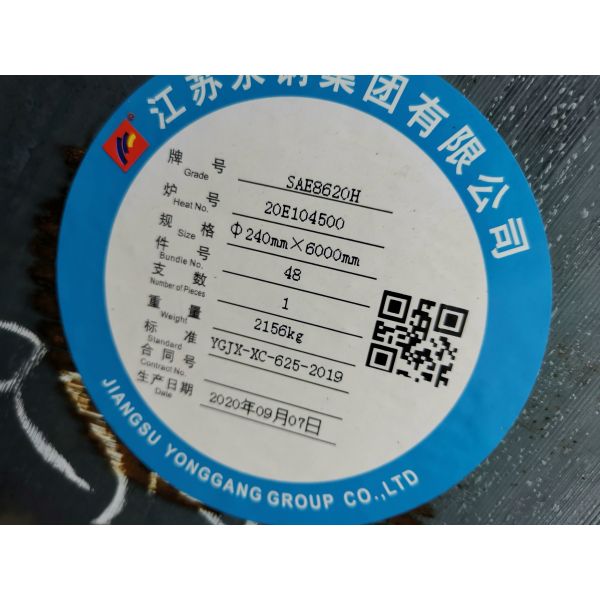 江苏永钢集团有限公司
牌号 SAE8620H
Grade
炉号 20E104500
Heat No.
规格 Φ240mm×6000mm
Size
件号 48
Bundle No.
支数 1
Number of Pieces
重量 2156kg
Weight
标准 YGJX-XC-625-2019
Standard
合同号
Contract No.
生产日期 2020年09月07日
Date
JIANGSU YONGGANG GROUP CO.,LTD